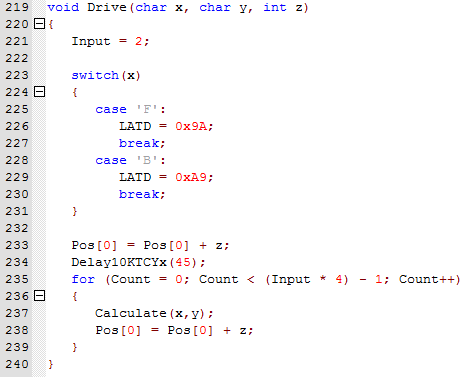 219 void Drive(char x, char y, int z)
220 {
221 Input = 2;
222
223 switch(x)
224 {
225 case 'F':
226 LATD = 0x9A;
227 break;
228 case 'B':
229 LATD = 0xA9;
230 break;
231 }
232
233 Pos[0] = Pos[0] + z;
234 Delay10KTCYx(45);
235 for (Count = 0; Count < (Input * 4) - 1; Count++)
236 {
237 Calculate(x,y);
238 Pos[0] = Pos[0] + z;
239 }
240 }